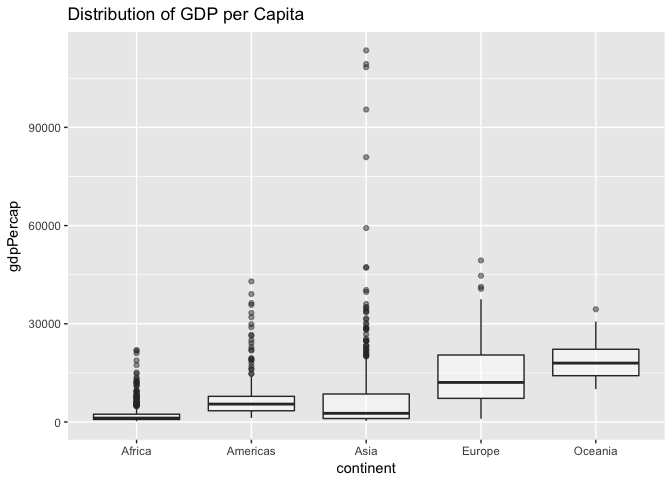 Distribution of GDP per Capita
gdpPercap
90000
60000
30000
0
Africa Americas Asia Europe Oceania
continent